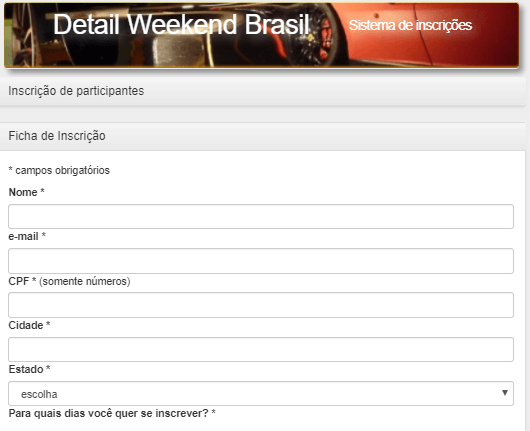 Detail Weekend Brasil Sistema de inscrições
Inscrição de participantes
Ficha de Inscrição
* campos obrigatórios
Nome *
e-mail *
CPF * (somente números)
Cidade *
Estado *
escolha
Para quais dias você quer se inscrever? *